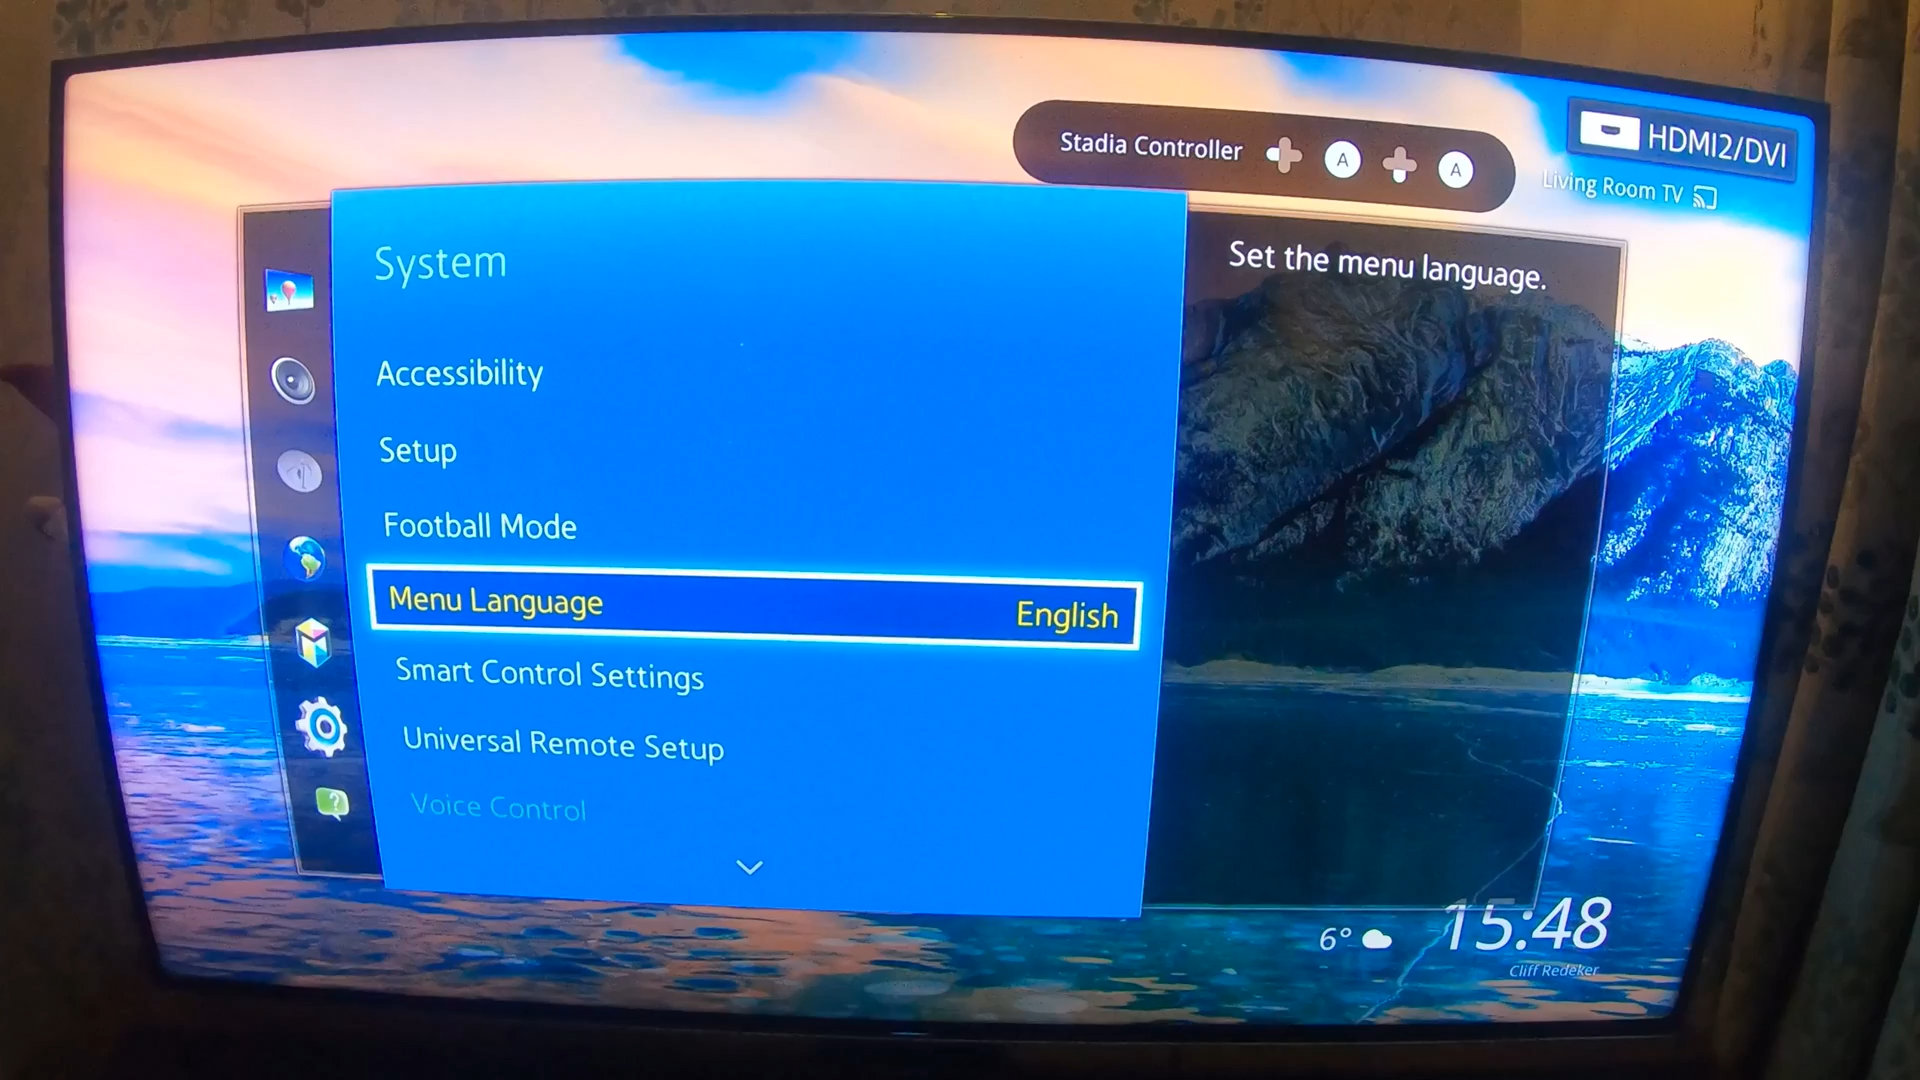 Stadia Controller A A
HDMI2/DVI
Living Room TV
System
Set the menu language.
Accessibility
Setup
Football Mode
Menu Language English
Smart Control Settings
Universal Remote Setup
Voice Control
?
6° 15:48
Cliff Redeker